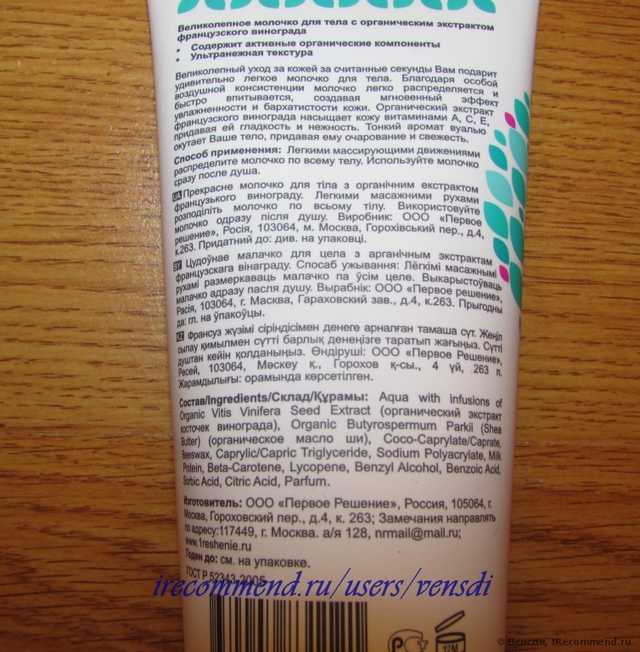 Великолепное молочко для тела с органическим экстрактом
французского винограда
• Содержит активные органические компоненты
• Ультранежная текстура
Великолепный уход за кожей за считанные секунды Вам подарит
удивительно легкое молочко для тела. Благодаря особой
воздушной консистенции молочко легко распределяется и
быстро впитывается, создавая мгновенный эффект
увлажненности и бархатистости кожи. Органический экстракт
французского винограда насыщает кожу витаминами А, С, Е,
придавая ей гладкость и нежность. Тонкий аромат вуалью
окутает Ваше тело, придавая ему очарование и свежесть.
Способ применения: Легкими массирующими движениями
распределите молочко по всему телу. Используйте молочко
сразу после душа.
UA Прекрасне молочко для тіла з органічним екстрактом
французького винограду. Легкими масажними рухами
розподіліть молочко по всьому тілу. Використовуйте
молочко одразу після душу. Виробник: ООО «Первое
решение», Росія, 103064, м. Москва, Горохівський пер., д.4,
к.263. Придатний до: див. на упаковці.
BY Цудоўнае малачко для цела з арганічным экстрактам
французскага вінаграду. Спосаб ужывання: Лёгкімі масажнымі
рухамі размеркаваць малачко па ўсім целе. Выкарыстоўваць
малачко адразу пасля душу. Вырабнік: ООО «Первое решение»,
Расія, 103064, г. Масква, Гараховский зав., д.4, к.263. Прыгодны
да: гл. на ўпакоўцы.
KZ Француз жүзімі сіріндісімен денеге арналған тамаша сүт. Жеңіл
сылау қимылмен сүтті барлық денеңізге таратып жағыңыз. Сүтті
душтан кейін қолданыңыз. Өндіруші: ООО «Первое Решение»,
Ресей, 103064, Мәскеу қ., Горохов қ-сы., 4 үй, 263 п.
Жарамдылығы: орамында көрсетілген.
Состав/Ingredients/Склад/Құрамы: Aqua with infusions of
Organic Vitis Vinifera Seed Extract (органический экстракт
косточек винограда), Organic Butyrospermum Parkii (Shea
Butter) (органическое масло ши), Coco-Caprylate/Caprate,
Beeswax, Caprylic/Capric Triglyceride, Sodium Polyacrylate, Milk
Protein, Beta-Carotene, Lycopene, Benzyl Alcohol, Benzoic Acid,
Sorbic Acid, Citric Acid, Parfum.
Изготовитель: ООО «Первое Решение», Россия, 105064, г.
Москва, Гороховский пер., д.4, к. 263; Замечания направлять
по адресу:117449, г. Москва. а/я 128, nrmail@mail.ru;
www.1reshenie.ru
Годен до: см. на упаковке.
ГОСТ Р 52343-2005
irecommend.ru/users/vensdi
12M
© Венсди, IRecommend.ru